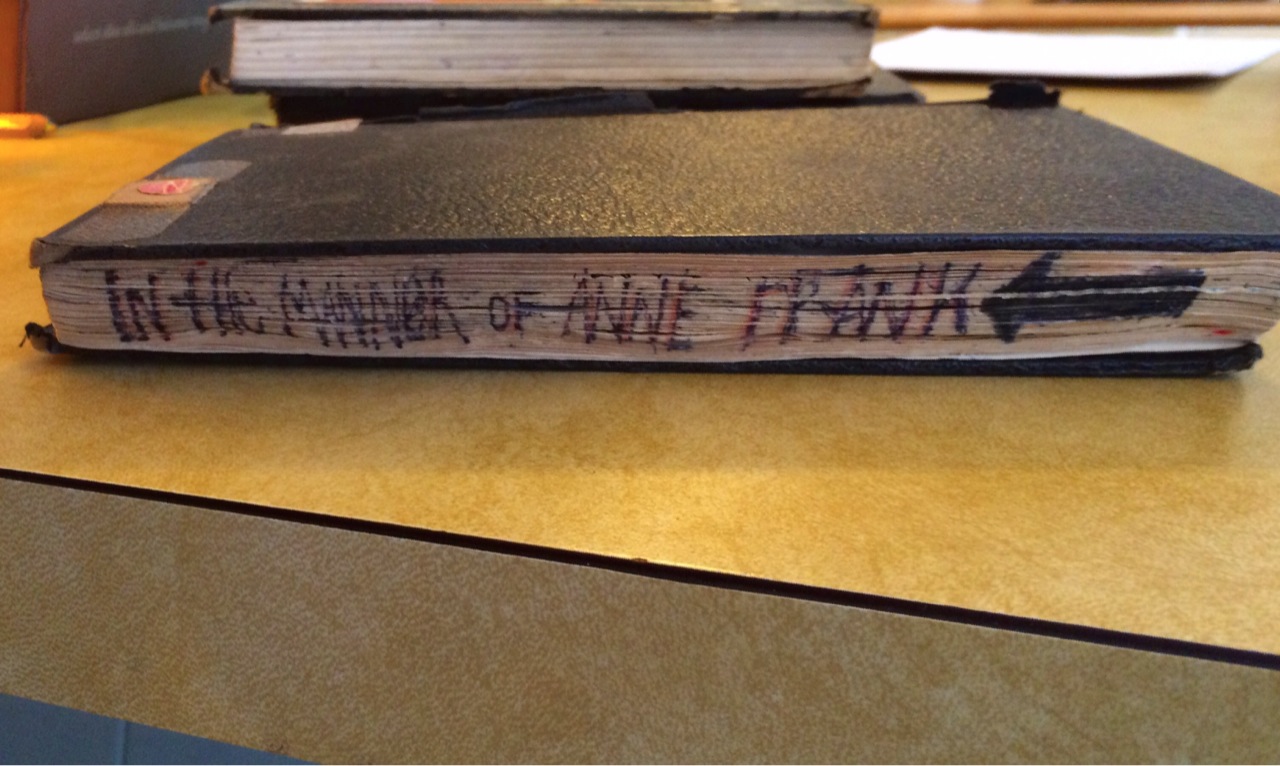 IN THE MANNER OF ANNE FRANK